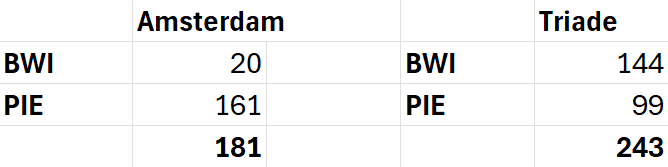 Amsterdam Triade
BWI 20 BWI 144
PIE 161 PIE 99
181 243